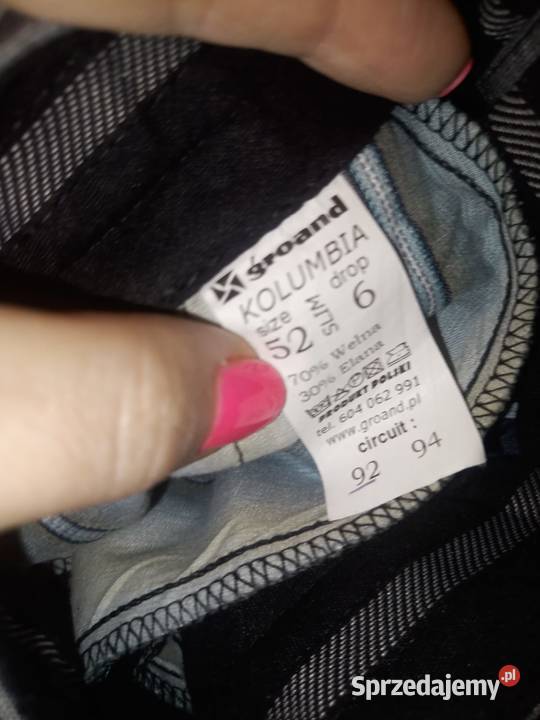 groand
KOLUMBIA
size SLIM drop
52 6
70% Wełna
30% Elana
PRODUKT POLSKI
tel. 604 062 991
www.groand.pl
circuit :
92 94
Sprzedajemy.pl